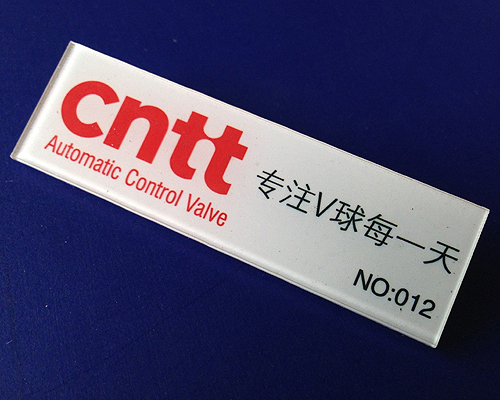 cntt
Automatic Control Valve
专注V球每一天
NO:012